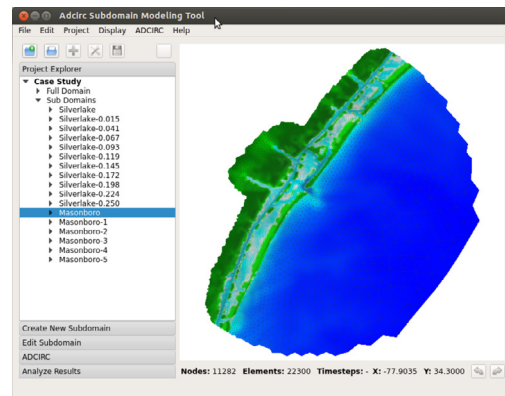 Adcirc Subdomain Modeling Tool
File Edit Project Display ADCIRC Help
Project Explorer
Case Study
Full Domain
Sub Domains
Silverlake
Silverlake-0.015
Silverlake-0.041
Silverlake-0.067
Silverlake-0.093
Silverlake-0.119
Silverlake-0.145
Silverlake-0.172
Silverlake-0.198
Silverlake-0.224
Silverlake-0.250
Masonboro
Masonboro-1
Masonboro-2
Masonboro-3
Masonboro-4
Masonboro-5
Create New Subdomain
Edit Subdomain
ADCIRC
Analyze Results
Nodes: 11282 Elements: 22300 Timesteps: - X: -77.9035 Y: 34.3000